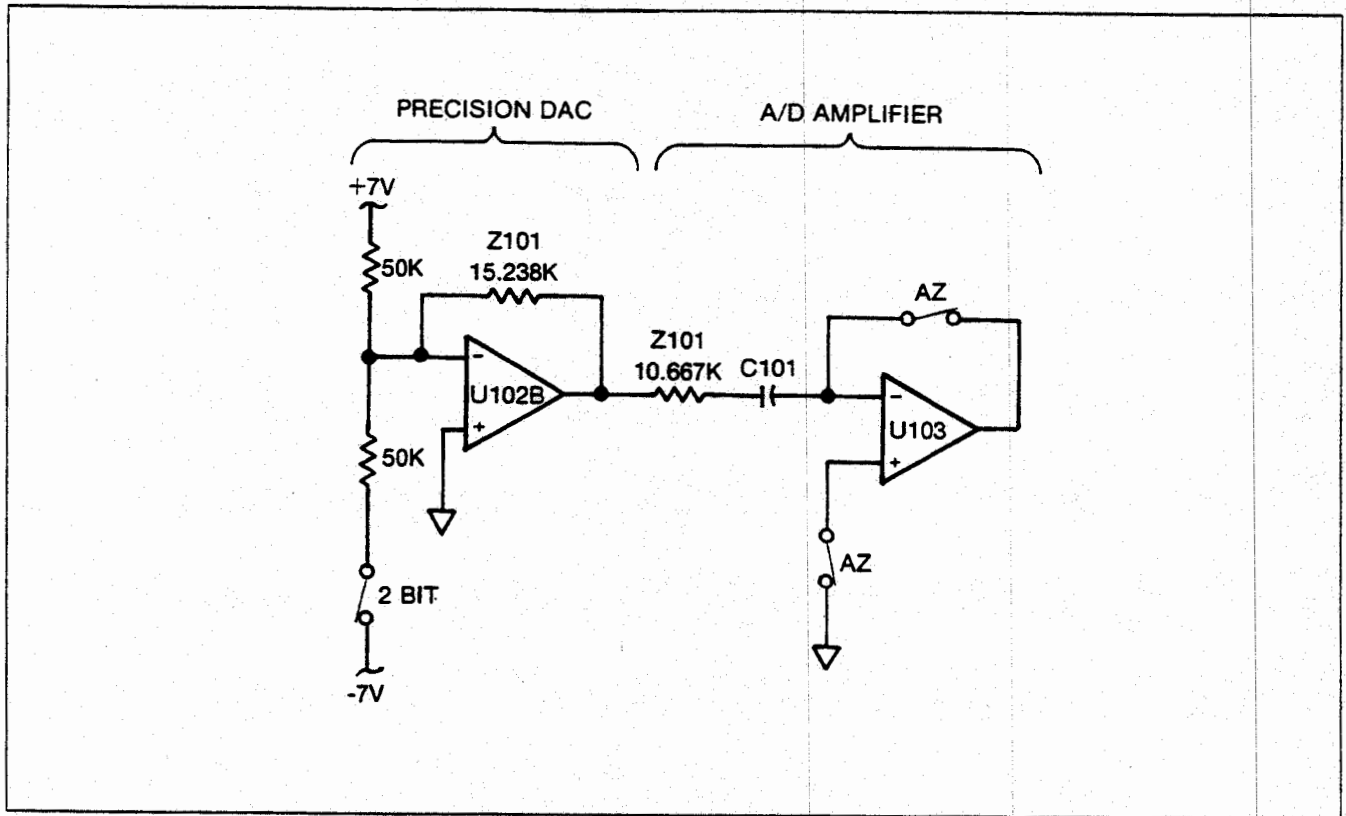 PRECISION DAC
A/D AMPLIFIER
+7V
50K
Z101
15.238K
-
U102B
+
50K
2 BIT
-7V
Z101
10.667K
C101
AZ
-
U103
+
AZ